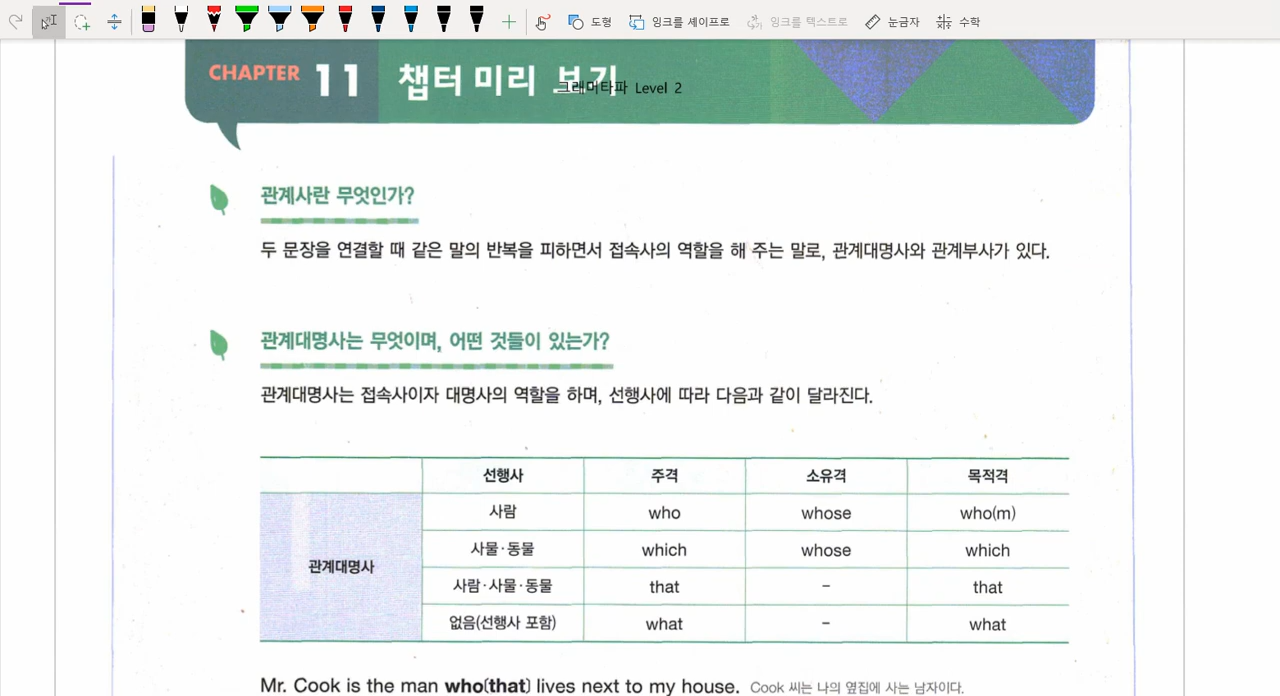 도형 잉크를 셰이프로 잉크를 텍스트로 눈금자 수학
CHAPTER 11 챕터 미리 보기
그래머타파 Level 2
관계사란 무엇인가?
두 문장을 연결할 때 같은 말의 반복을 피하면서 접속사의 역할을 해 주는 말로, 관계대명사와 관계부사가 있다.
관계대명사는 무엇이며, 어떤 것들이 있는가?
관계대명사는 접속사이자 대명사의 역할을 하며, 선행사에 따라 다음과 같이 달라진다.
선행사 주격 소유격 목적격
사람 who whose who(m)
사물·동물 which whose which
관계대명사
사람·사물·동물 that – that
없음(선행사 포함) what – what
Mr. Cook is the man who(that) lives next to my house. Cook 씨는 나의 옆집에 사는 남자이다.